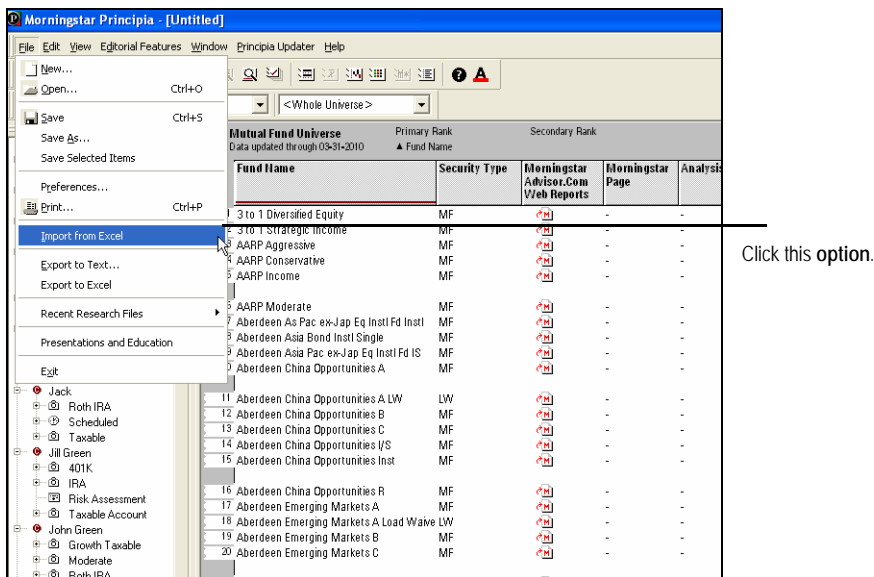 Morningstar Principia - [Untitled]
File Edit View Editorial Features Window Principia Updater Help
New...
Open... Ctrl+O
<Whole Universe>
Save Ctrl+S
Save As...
Mutual Fund Universe Primary Rank Secondary Rank
Data updated through 03-31-2010 ▲ Fund Name
Save Selected Items
Fund Name Security Type Morningstar Morningstar Analysis
Advisor.Com Page
Web Reports
Preferences...
Print... Ctrl+P
3 to 1 Diversified Equity MF - -
Import from Excel
3 to 1 Strategic Income MF - -
3 AARP Aggressive MF - -
Click this option.
AARP Conservative MF - -
Export to Text...
AARP Income MF - -
Export to Excel
AARP Moderate MF - -
Recent Research Files
7 Aberdeen As Pac ex-Jap Eq Instl Fd Instl MF - -
8 Aberdeen Asia Bond Instl Single MF - -
Presentations and Education
9 Aberdeen Asia Pac ex-Jap Eq Instl Fd IS MF - -
Aberdeen China Opportunities A MF - -
Exit
Jack
11 Aberdeen China Opportunities A LW LW - -
Roth IRA
12 Aberdeen China Opportunities B MF - -
Scheduled
13 Aberdeen China Opportunities C MF - -
Taxable
14 Aberdeen China Opportunities I/S MF - -
Jill Green
15 Aberdeen China Opportunities Inst MF - -
401K
IRA
16 Aberdeen China Opportunities R MF - -
Risk Assessment
17 Aberdeen Emerging Markets A MF - -
Taxable Account
18 Aberdeen Emerging Markets A Load Waive LW - -
John Green
19 Aberdeen Emerging Markets B MF - -
Growth Taxable
20 Aberdeen Emerging Markets C MF - -
Moderate
Roth IRA